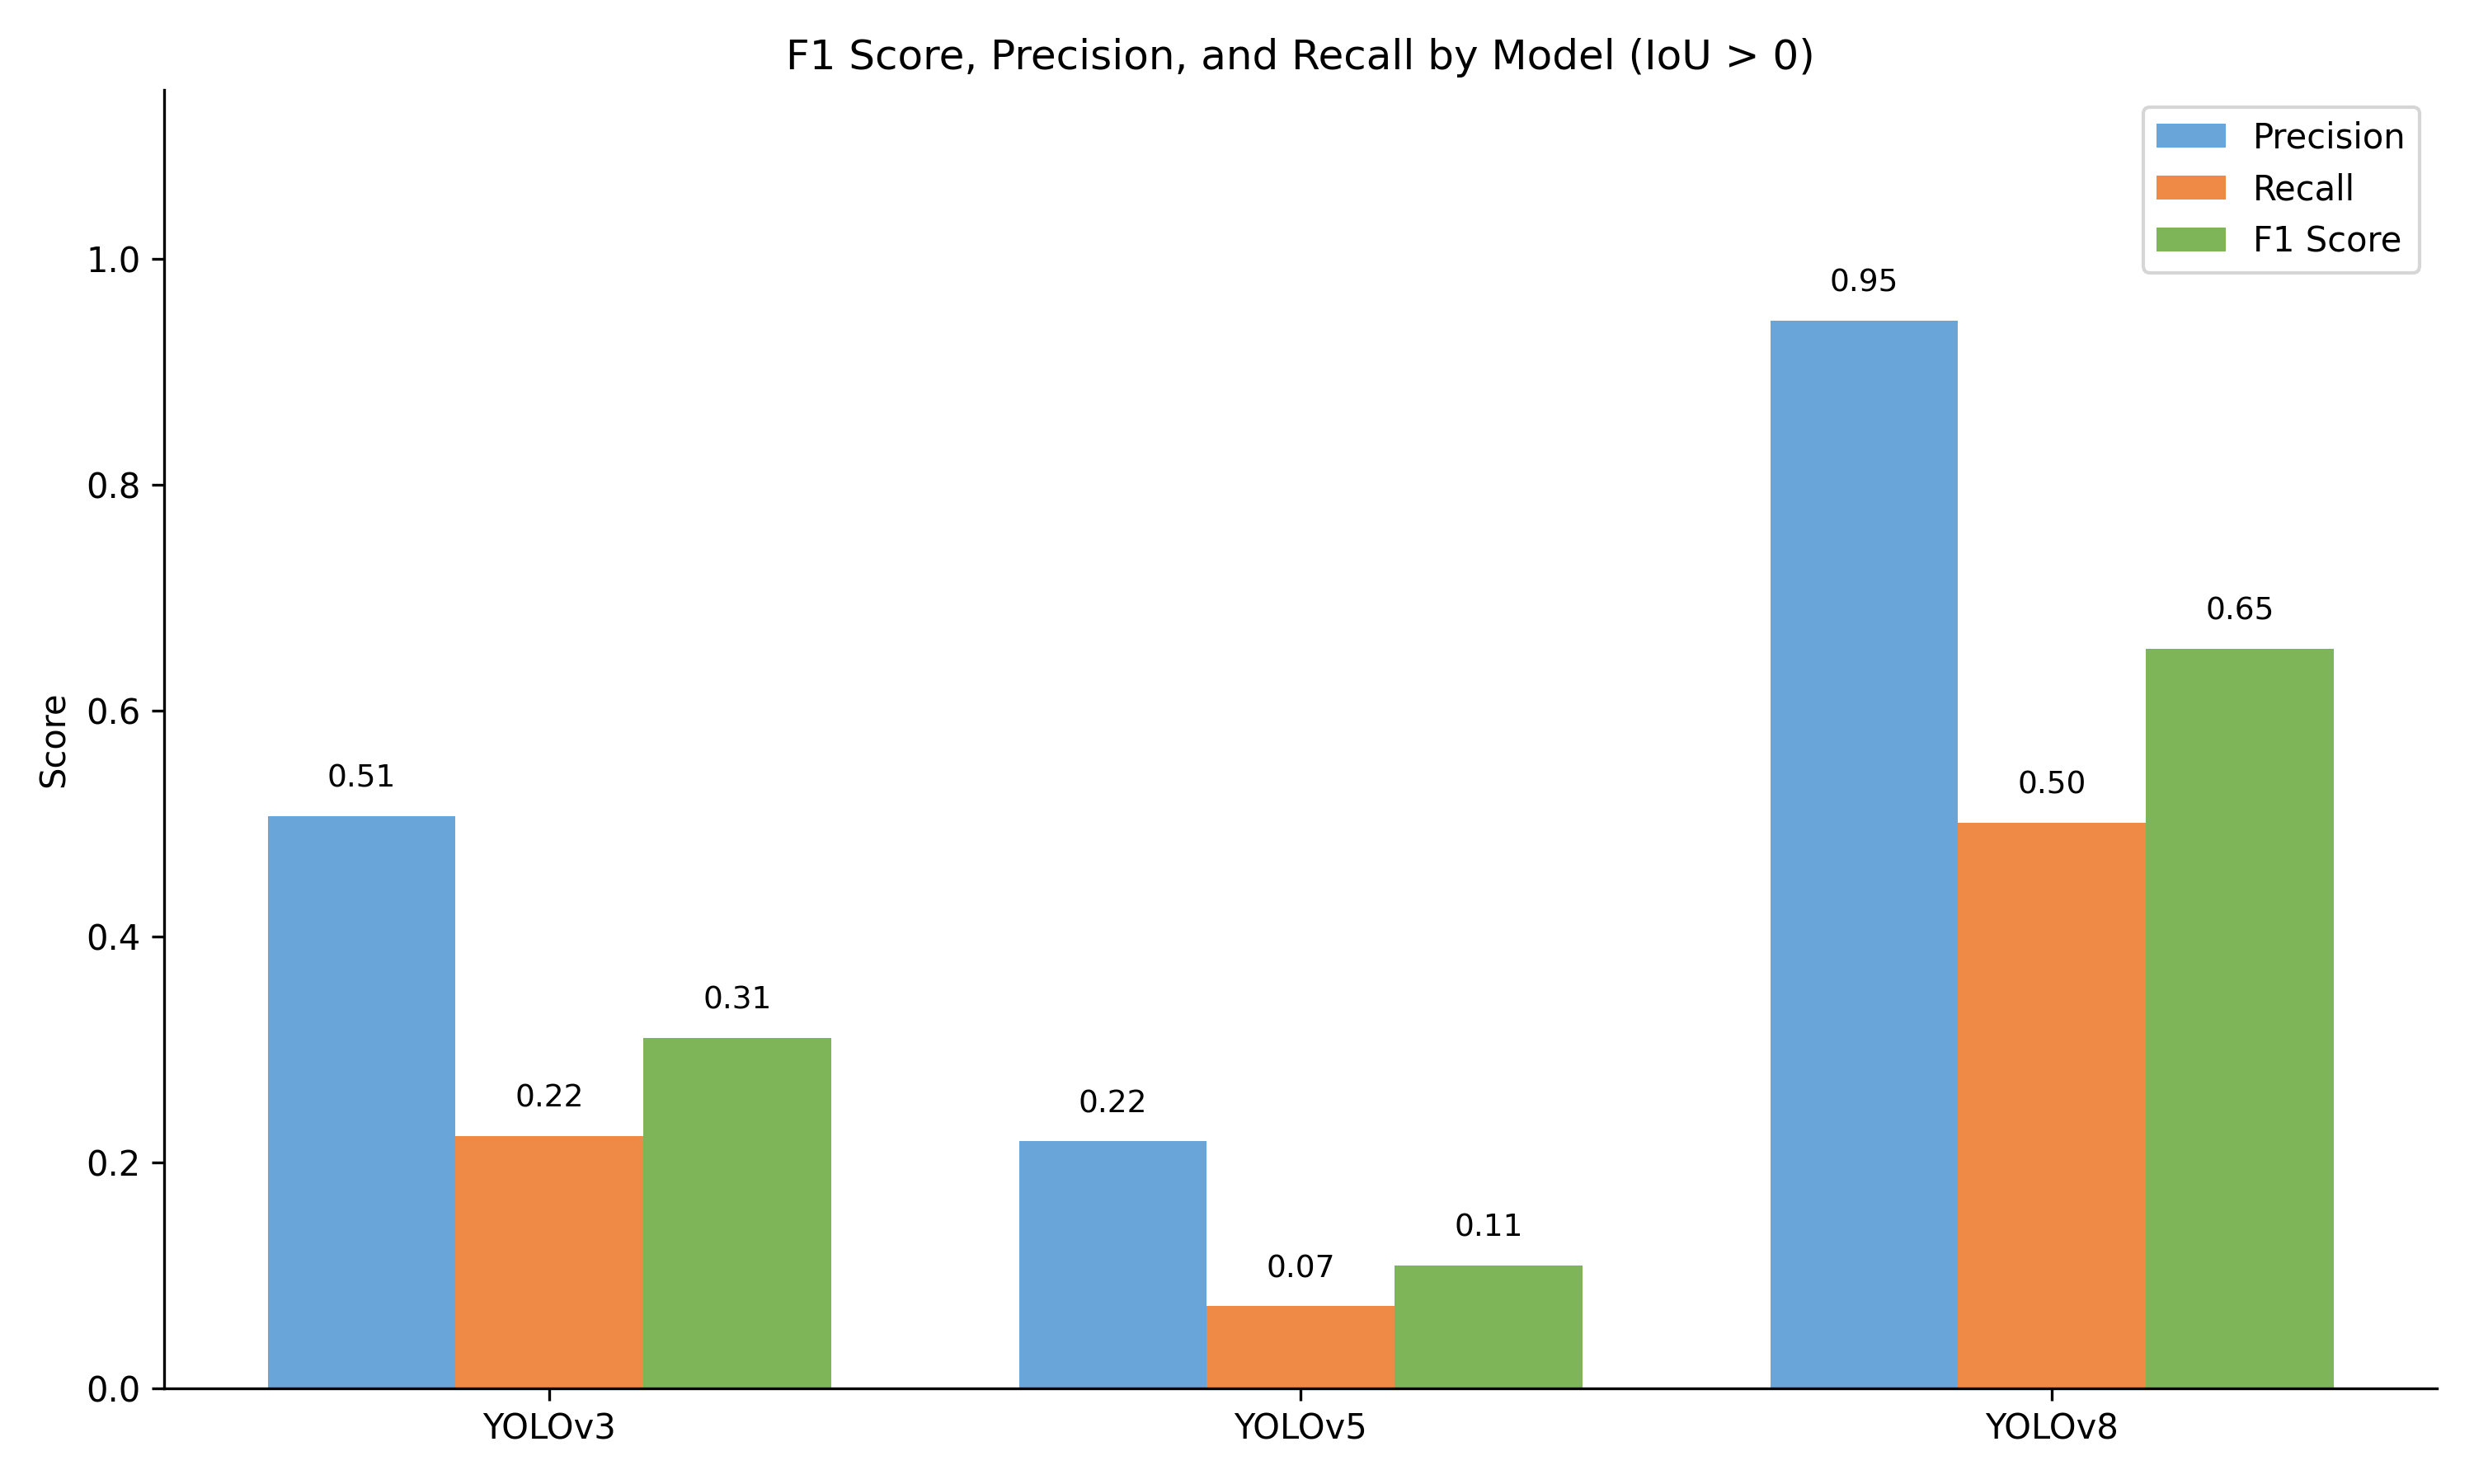 F1 Score, Precision, and Recall by Model (IoU > 0)
Precision
Recall
F1 Score
Score
1.0
0.8
0.6
0.4
0.2
0.0
0.51
0.22
0.31
0.22
0.07
0.11
0.95
0.50
0.65
YOLOv3
YOLOv5
YOLOv8